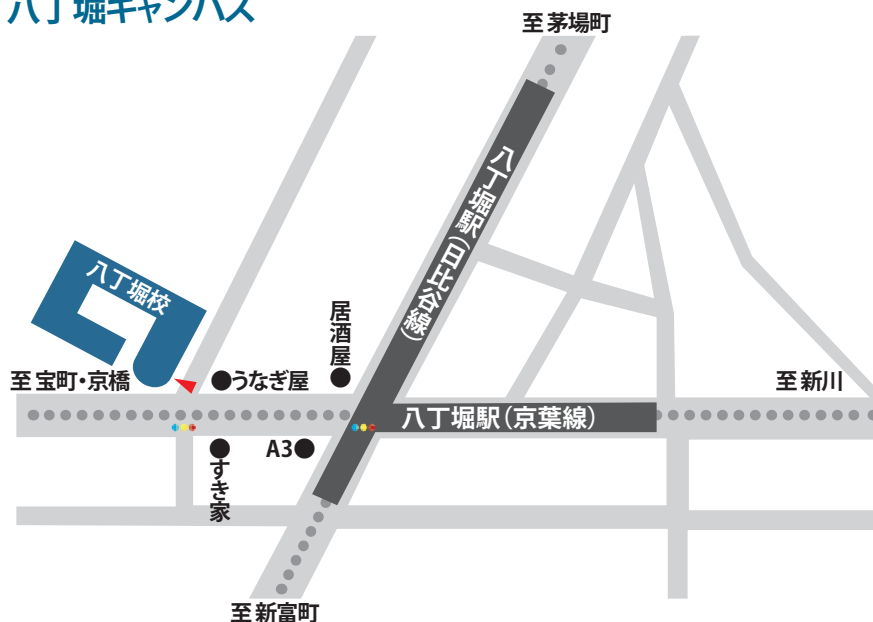 八丁堀キャンパス
至 茅場町
八丁堀駅（日比谷線）
八丁堀校
居酒屋
至 宝町・京橋
うなぎ屋
至 新川
八丁堀駅（京葉線）
A3
すき家
至 新富町